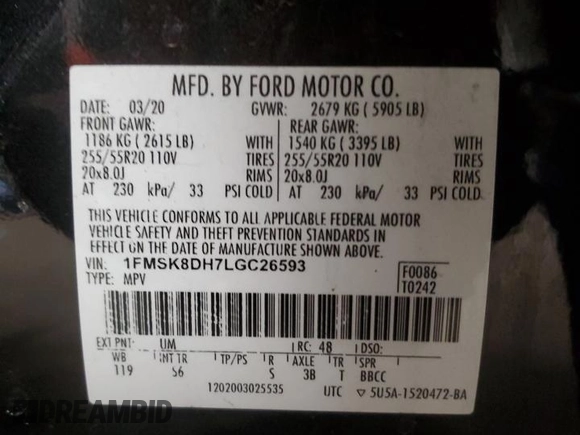 MFD. BY FORD MOTOR CO.
DATE: 03/20 GVWR: 2679 KG ( 5905 LB)
FRONT GAWR: REAR GAWR:
1186 KG ( 2615 LB) WITH 1540 KG ( 3395 LB) WITH
255/55R20 110V TIRES 255/55R20 110V TIRES
20x8.0J RIMS 20x8.0J RIMS
AT 230 kPa/ 33 PSI COLD AT 230 kPa/ 33 PSI COLD
THIS VEHICLE CONFORMS TO ALL APPLICABLE FEDERAL MOTOR
VEHICLE SAFETY AND THEFT PREVENTION STANDARDS
IN EFFECT ON THE DATE OF MANUFACTURE SHOWN ABOVE.
VIN: 1FMSK8DH7LGC26593 F0086
TYPE: MPV T0242
EXT PNT: UM RC: 48 DSO:
WB INT TR TP/PS R AXLE TR SPR
119 S6 S 3B T BBCC
1202003025535 UTC ▽ 5U5A-1520472-BA
DREAMBID